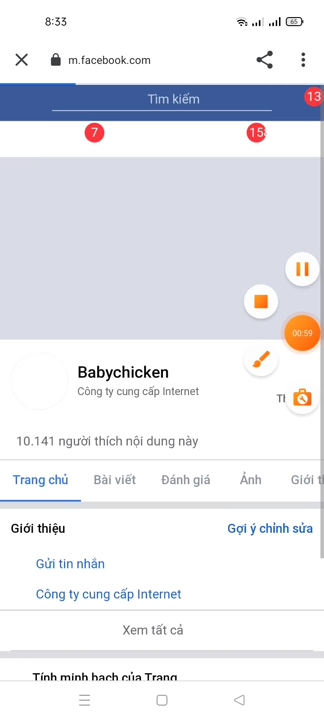 8:33
65
m.facebook.com
Tìm kiếm
13
7
00:59
Babychicken
Công ty cung cấp Internet
10.141 người thích nội dung này
Trang chủ
Bài viết
Đánh giá
Ảnh
Giới
Giới thiệu
Gợi ý chỉnh sửa
Gửi tin nhắn
Công ty cung cấp Internet
Xem tất cả
Tính minh bạch của Trang